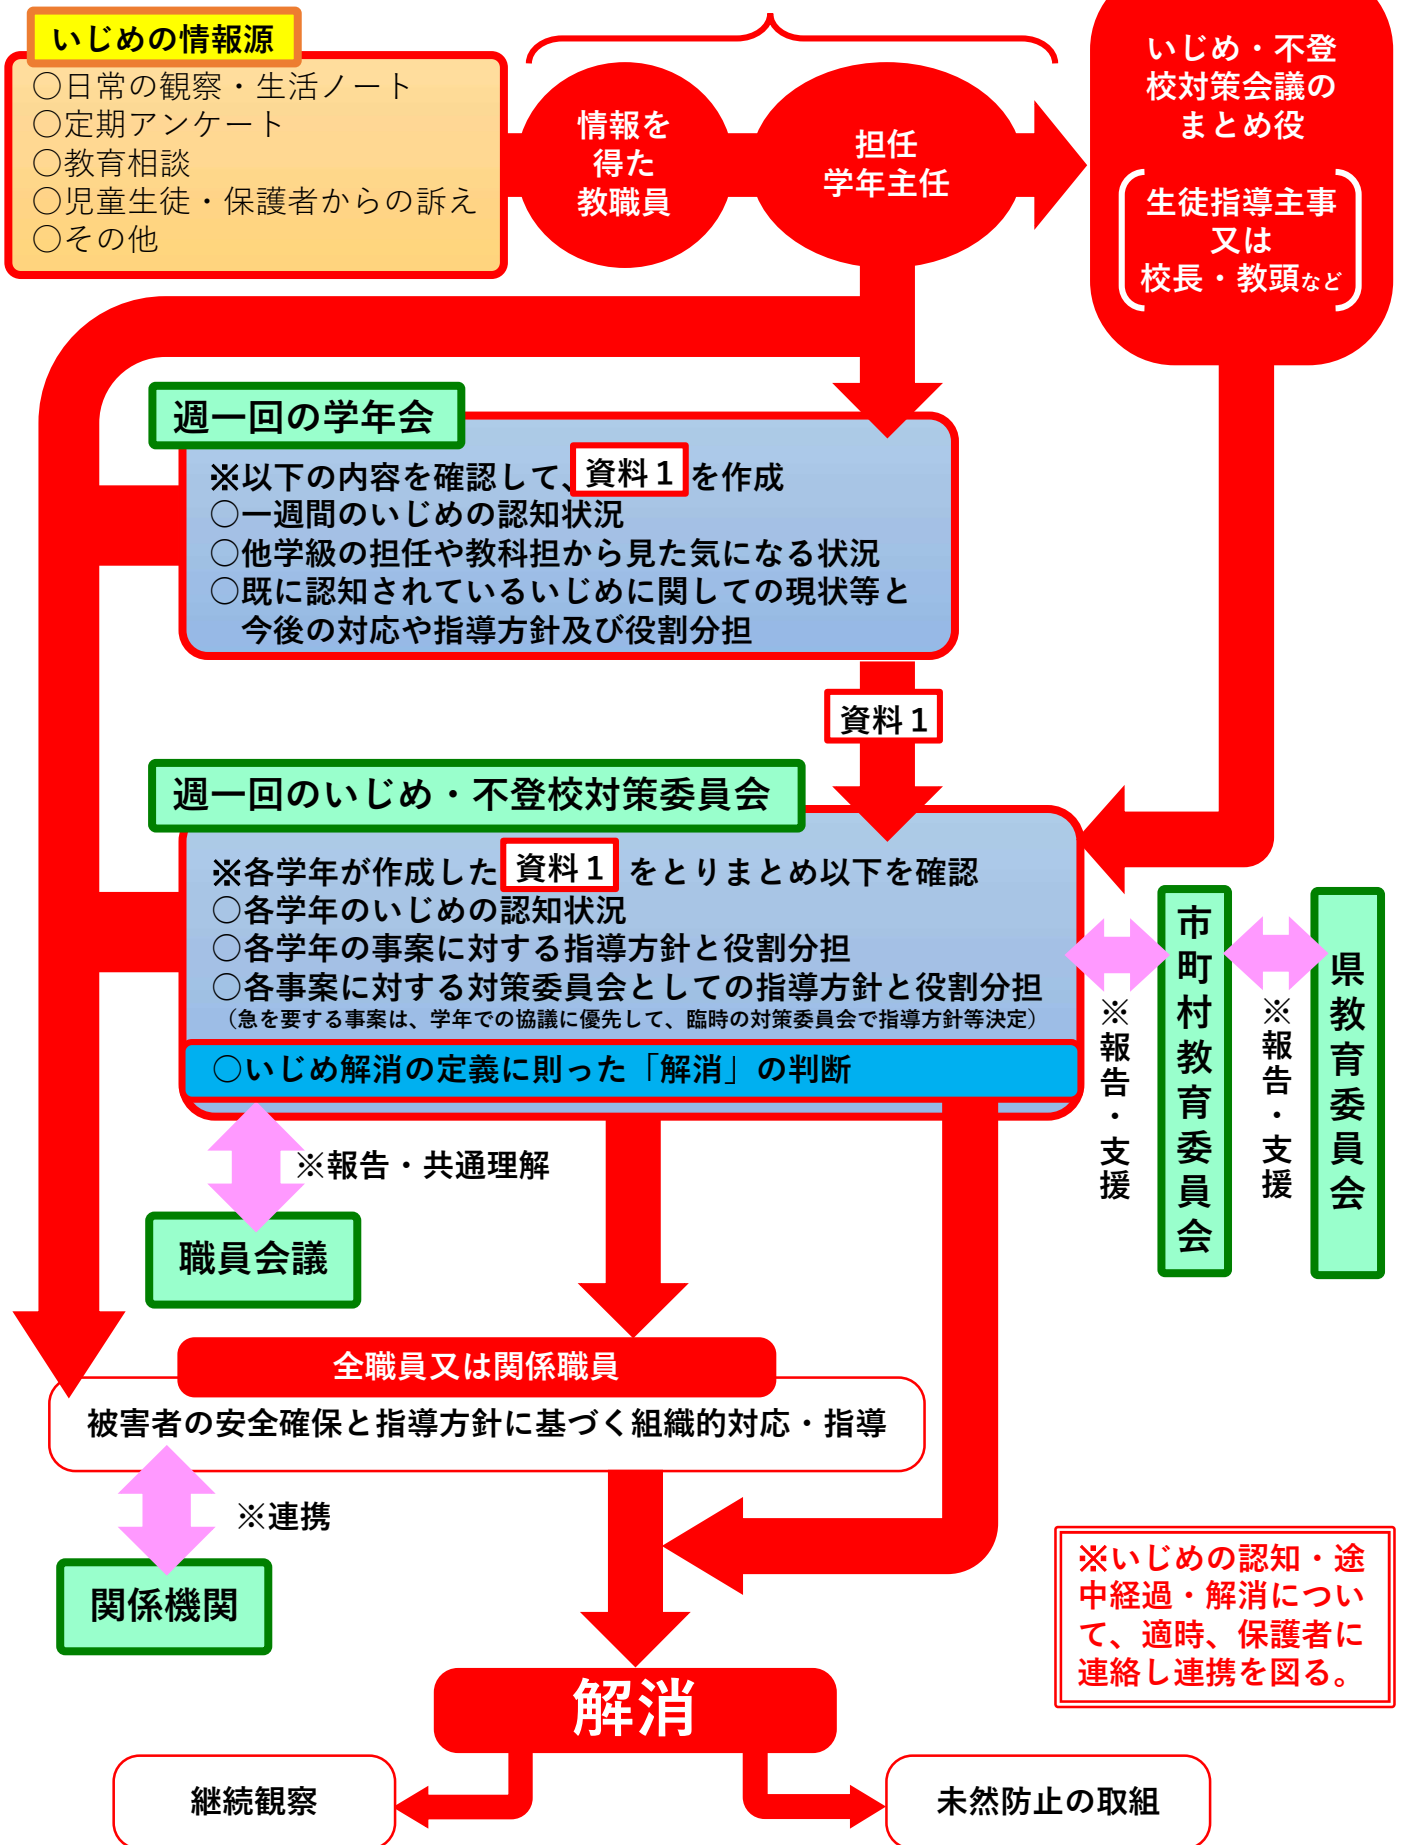 いじめの情報源
○日常の観察・生活ノート
○定期アンケート
○教育相談
○児童生徒・保護者からの訴え
○その他
情報を
得た
教職員
担任
学年主任
いじめ・不登
校対策会議の
まとめ役
生徒指導主事
又は
校長・教頭など
週一回の学年会
※以下の内容を確認して、資料１を作成
○一週間のいじめの認知状況
○他学級の担任や教科担から見た気になる状況
○既に認知されているいじめに関しての現状等と
今後の対応や指導方針及び役割分担
資料１
週一回のいじめ・不登校対策委員会
※各学年が作成した資料１をとりまとめ以下を確認
○各学年のいじめの認知状況
○各学年の事案に対する指導方針と役割分担
○各事案に対する対策委員会としての指導方針と役割分担
（急を要する事案は、学年での協議に優先して、臨時の対策委員会で指導方針等決定）
○いじめ解消の定義に則った「解消」の判断
※報告・支援
市町村教育委員会
※報告・支援
県教育委員会
※報告・共通理解
職員会議
全職員又は関係職員
被害者の安全確保と指導方針に基づく組織的対応・指導
※連携
関係機関
※いじめの認知・途
中経過・解消につい
て、適時、保護者に
連絡し連携を図る。
解消
継続観察
未然防止の取組